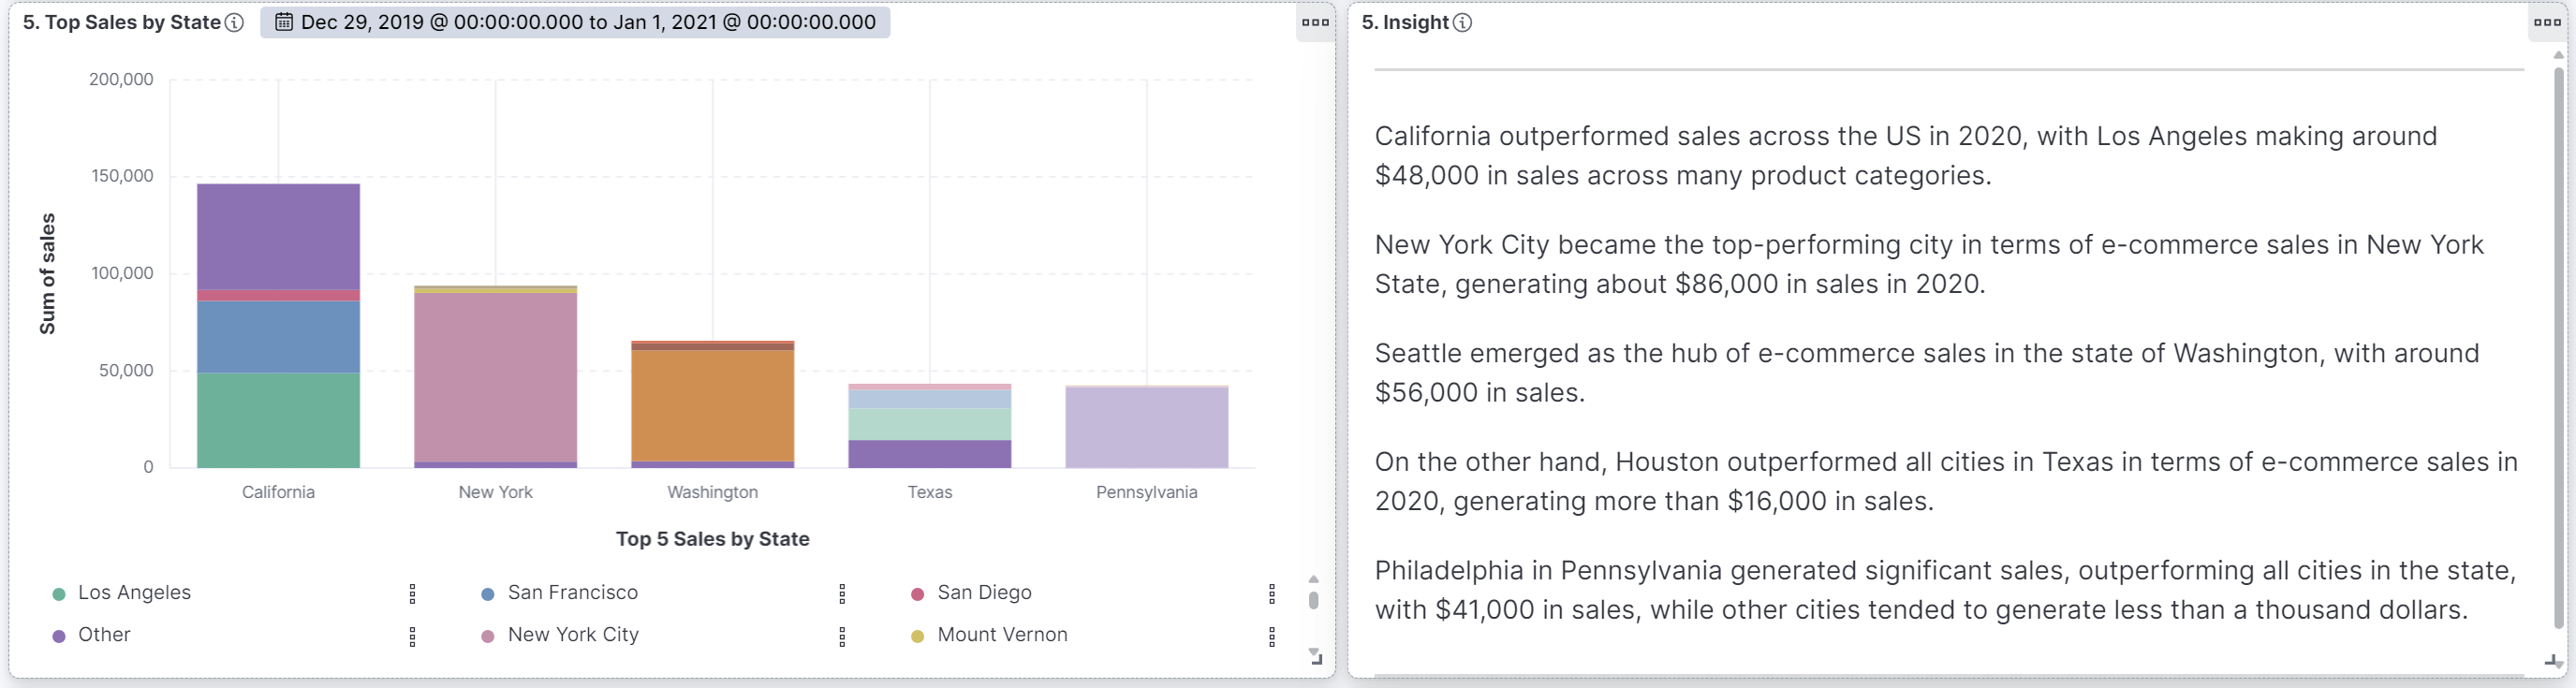 5. Top Sales by State
Dec 29, 2019 @ 00:00:00.000 to Jan 1, 2021 @ 00:00:00.000
200,000
150,000
100,000
50,000
0
Sum of sales
California
New York
Washington
Texas
Pennsylvania
Top 5 Sales by State
Los Angeles
San Francisco
San Diego
Other
New York City
Mount Vernon
5. Insight
California outperformed sales across the US in 2020, with Los Angeles making around
$48,000 in sales across many product categories.
New York City became the top-performing city in terms of e-commerce sales in New York
State, generating about $86,000 in sales in 2020.
Seattle emerged as the hub of e-commerce sales in the state of Washington, with around
$56,000 in sales.
On the other hand, Houston outperformed all cities in Texas in terms of e-commerce sales in
2020, generating more than $16,000 in sales.
Philadelphia in Pennsylvania generated significant sales, outperforming all cities in the state,
with $41,000 in sales, while other cities tended to generate less than a thousand dollars.